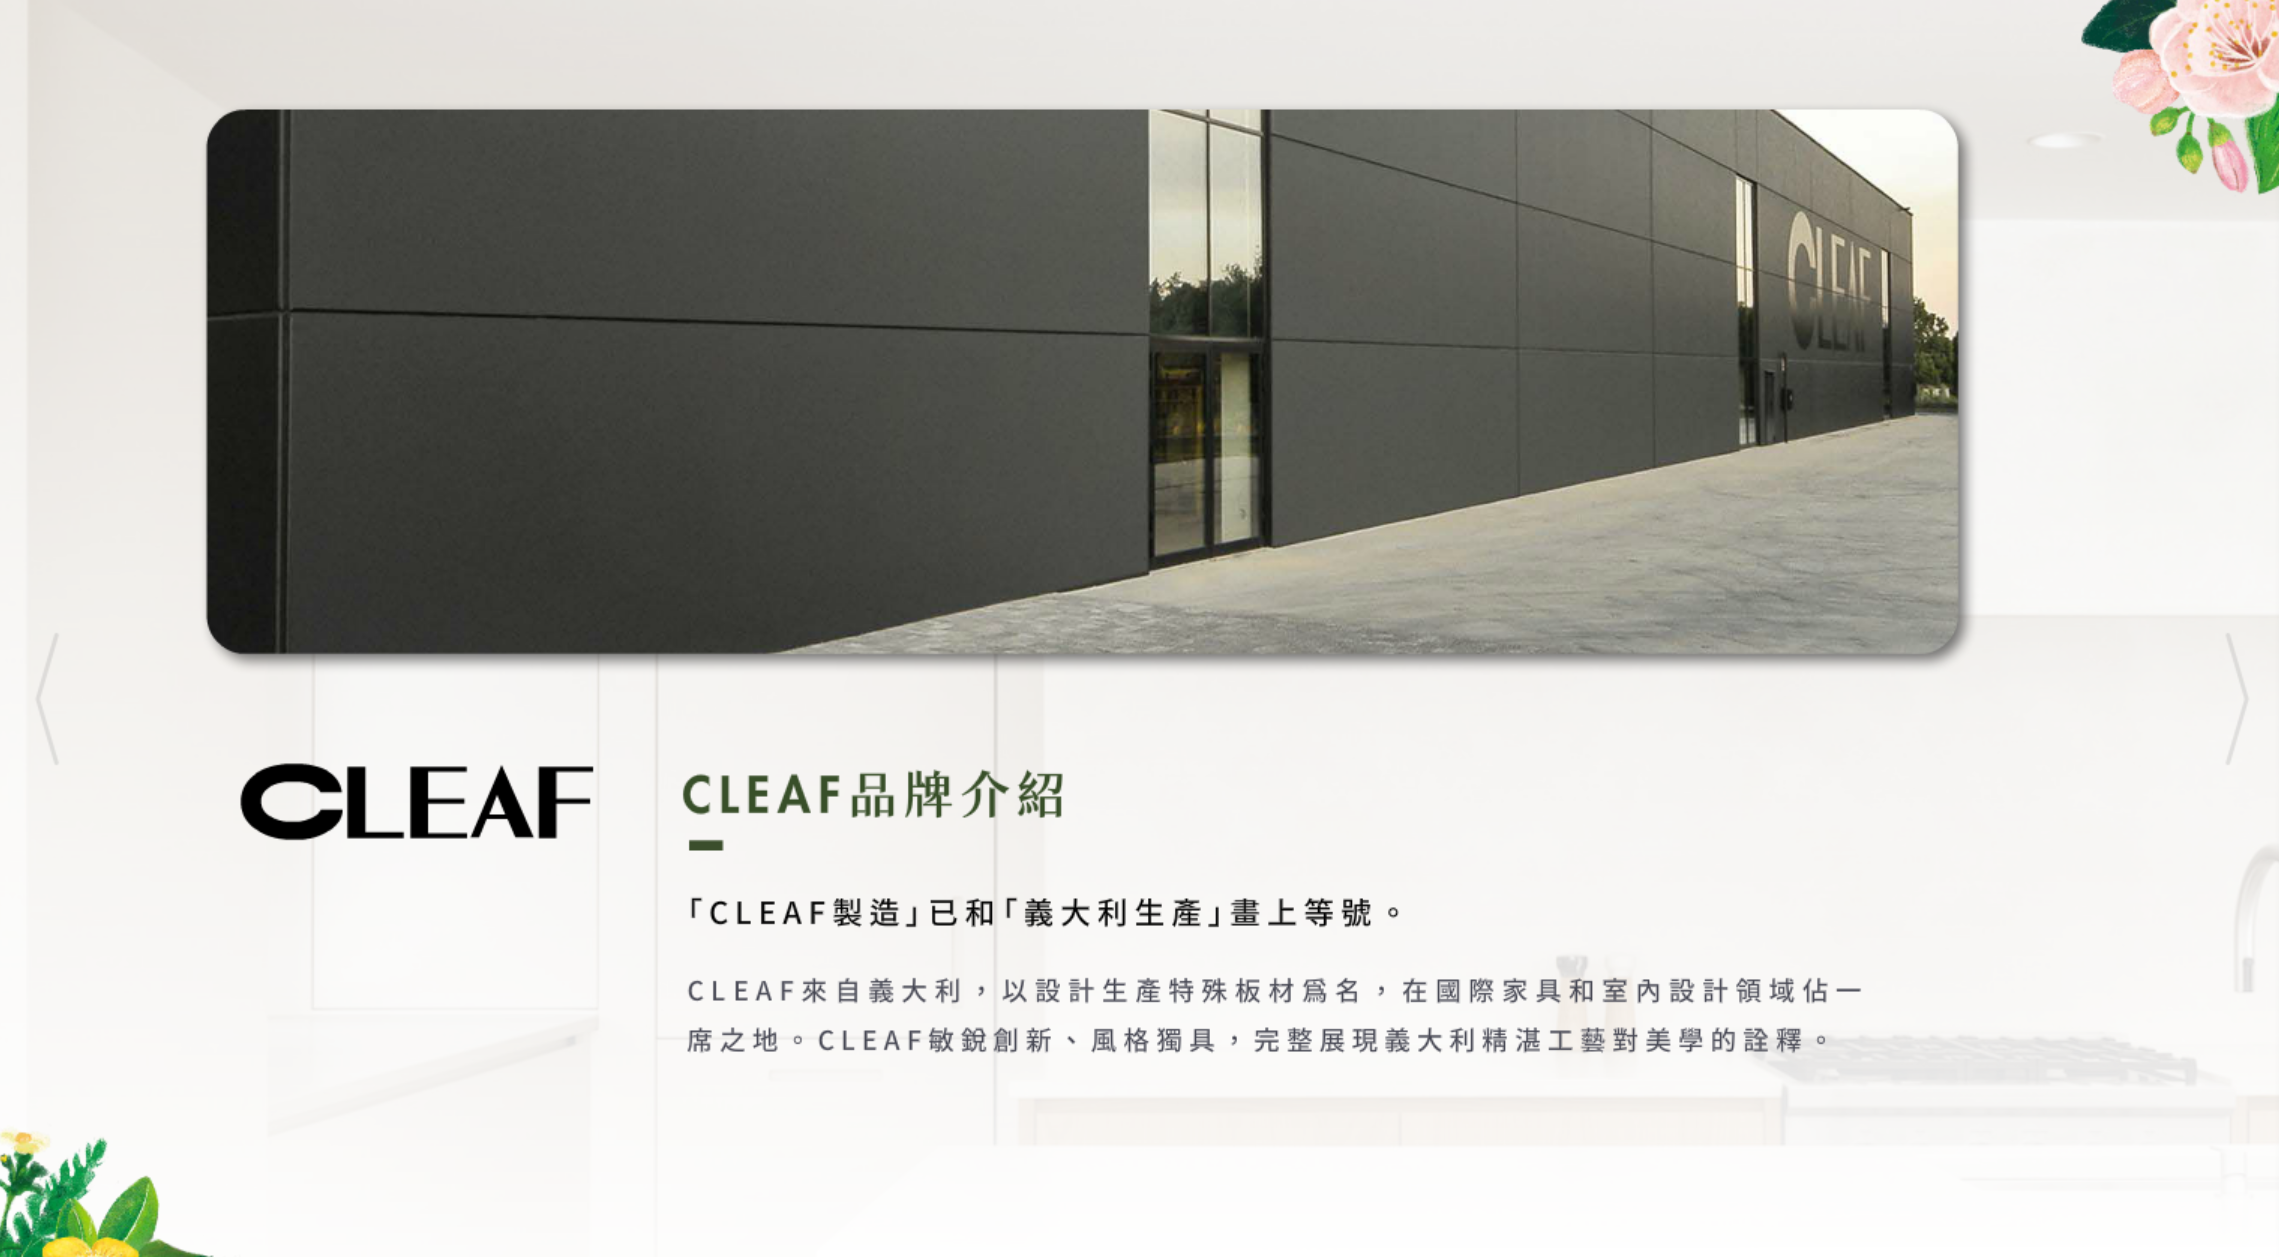 CLEAF
CLEAF
CLEAF品牌介紹
「CLEAF製造」已和「義大利生產」畫上等號。
CLEAF來自義大利，以設計生產特殊板材爲名，在國際家具和室內設計領域佔一
席之地。CLEAF敏銳創新、風格獨具，完整展現義大利精湛工藝對美學的詮釋。